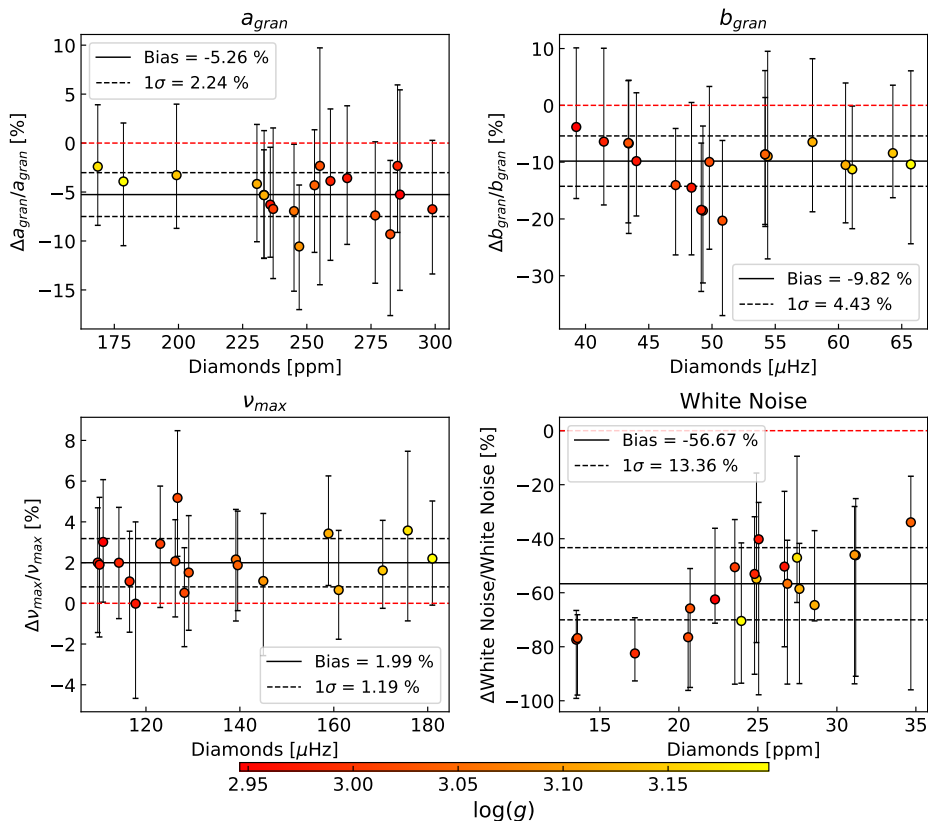 a_gran
10
5
0
−5
−10
−15
Δa_gran/a_gran [%]
Bias = -5.26 %
1σ = 2.24 %
175 200 225 250 275 300
Diamonds [ppm]
b_gran
10
0
−10
−20
−30
Δb_gran/b_gran [%]
Bias = -9.82 %
1σ = 4.43 %
40 45 50 55 60 65
Diamonds [μHz]
ν_max
8
6
4
2
0
−2
−4
Δν_max/ν_max [%]
Bias = 1.99 %
1σ = 1.19 %
120 140 160 180
Diamonds [μHz]
White Noise
0
−20
−40
−60
−80
−100
ΔWhite Noise/White Noise [%]
Bias = -56.67 %
1σ = 13.36 %
15 20 25 30 35
Diamonds [ppm]
2.95 3.00 3.05 3.10 3.15
log(g)